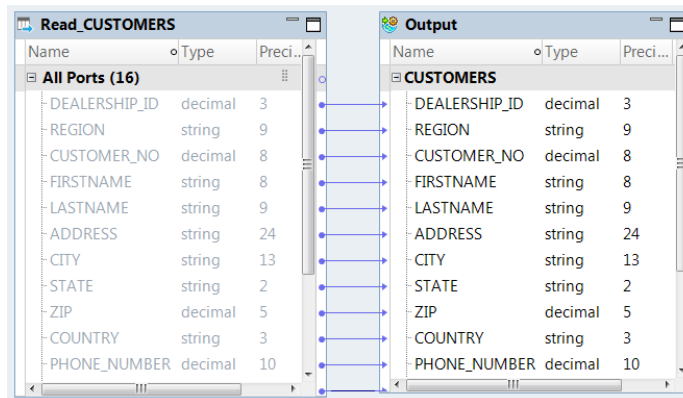 Read_CUSTOMERS
Name Type Preci...
All Ports (16)
DEALERSHIP_ID decimal 3
REGION string 9
CUSTOMER_NO decimal 8
FIRSTNAME string 8
LASTNAME string 9
ADDRESS string 24
CITY string 13
STATE string 2
ZIP decimal 5
COUNTRY string 3
PHONE_NUMBER decimal 10
Output
Name Type Preci...
CUSTOMERS
DEALERSHIP_ID decimal 3
REGION string 9
CUSTOMER_NO decimal 8
FIRSTNAME string 8
LASTNAME string 9
ADDRESS string 24
CITY string 13
STATE string 2
ZIP decimal 5
COUNTRY string 3
PHONE_NUMBER decimal 10